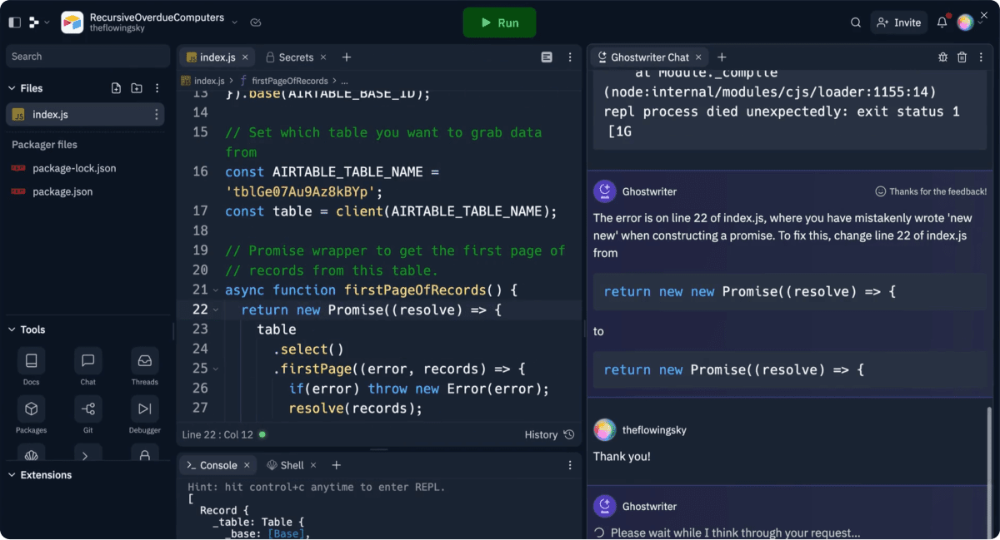 RecursiveOverdueComputers
theflowingsky
Run
Invite
Search
Files
index.js
Packager files
package-lock.json
package.json
Tools
Docs
Chat
Threads
Packages
Git
Debugger
Extensions
index.js
Secrets
index.js > firstPageOfRecords > ...
13 }).base(AIRTABLE_BASE_ID);
14
15 // Set which table you want to grab data
from
16 const AIRTABLE_TABLE_NAME =
'tblGe07Au9Az8kBYp';
17 const table = client(AIRTABLE_TABLE_NAME);
18
19 // Promise wrapper to get the first page of
20 // records from this table.
21 async function firstPageOfRecords() {
22 return new Promise((resolve) => {
23 table
24 .select()
25 .firstPage((error, records) => {
26 if(error) throw new Error(error);
27 resolve(records);
Line 22 : Col 12
History
Console
Shell
Hint: hit control+c anytime to enter REPL.
[
Record {
_table: Table {
_base: [Base],
Ghostwriter Chat
at Module._compile
(node:internal/modules/cjs/loader:1155:14)
repl process died unexpectedly: exit status 1
[1G
Ghostwriter
Thanks for the feedback!
The error is on line 22 of index.js, where you have mistakenly wrote 'new
new' when constructing a promise. To fix this, change line 22 of index.js
from
return new new Promise((resolve) => {
to
return new Promise((resolve) => {
theflowingsky
Thank you!
Ghostwriter
Please wait while I think through your request...